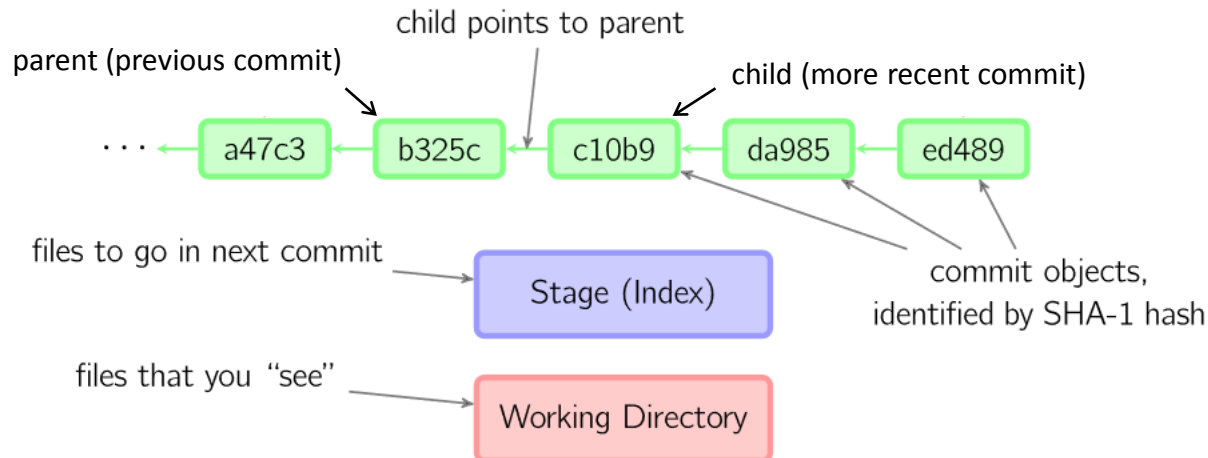 child points to parent
parent (previous commit)
child (more recent commit)
··· a47c3 b325c c10b9 da985 ed489
files to go in next commit
Stage (Index)
commit objects,
identified by SHA-1 hash
files that you “see”
Working Directory